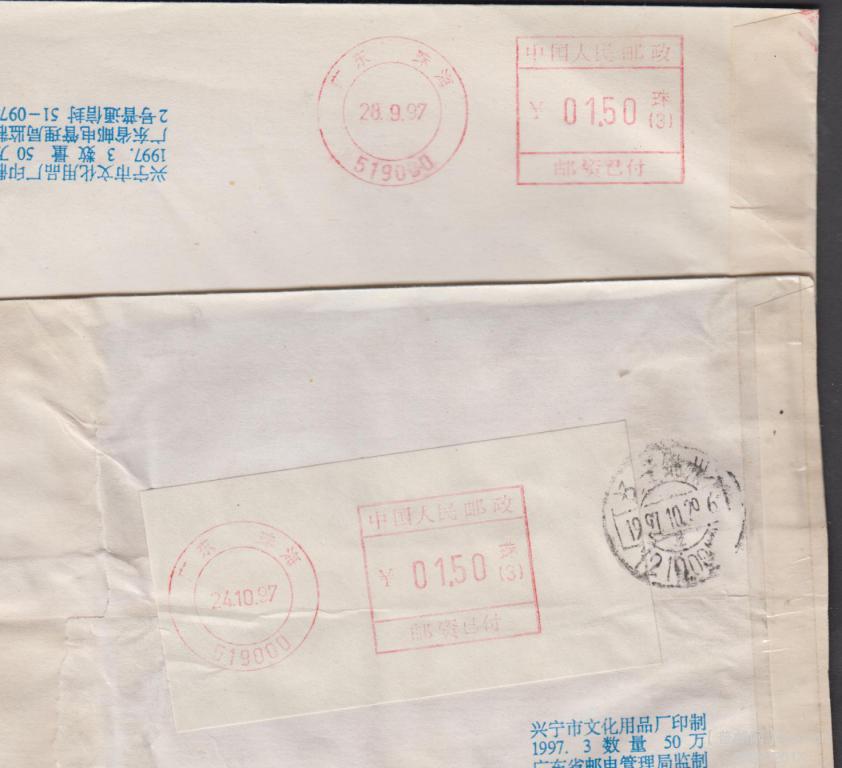 广东 珠海
28.9.97
519000
中国人民邮政
¥ 01.50 珠
(3)
邮资已付
2号普通信封 51-097
广东省邮电管理局监制
1997. 3 数量 50 万
兴宁市文化用品厂印制
广东 珠海
24.10.97
519000
中国人民邮政
¥ 01.50 珠
(3)
邮资已付
1997.10.29
兴宁市文化用品厂印制
1997. 3 数量 50 万
广东省邮电管理局监制